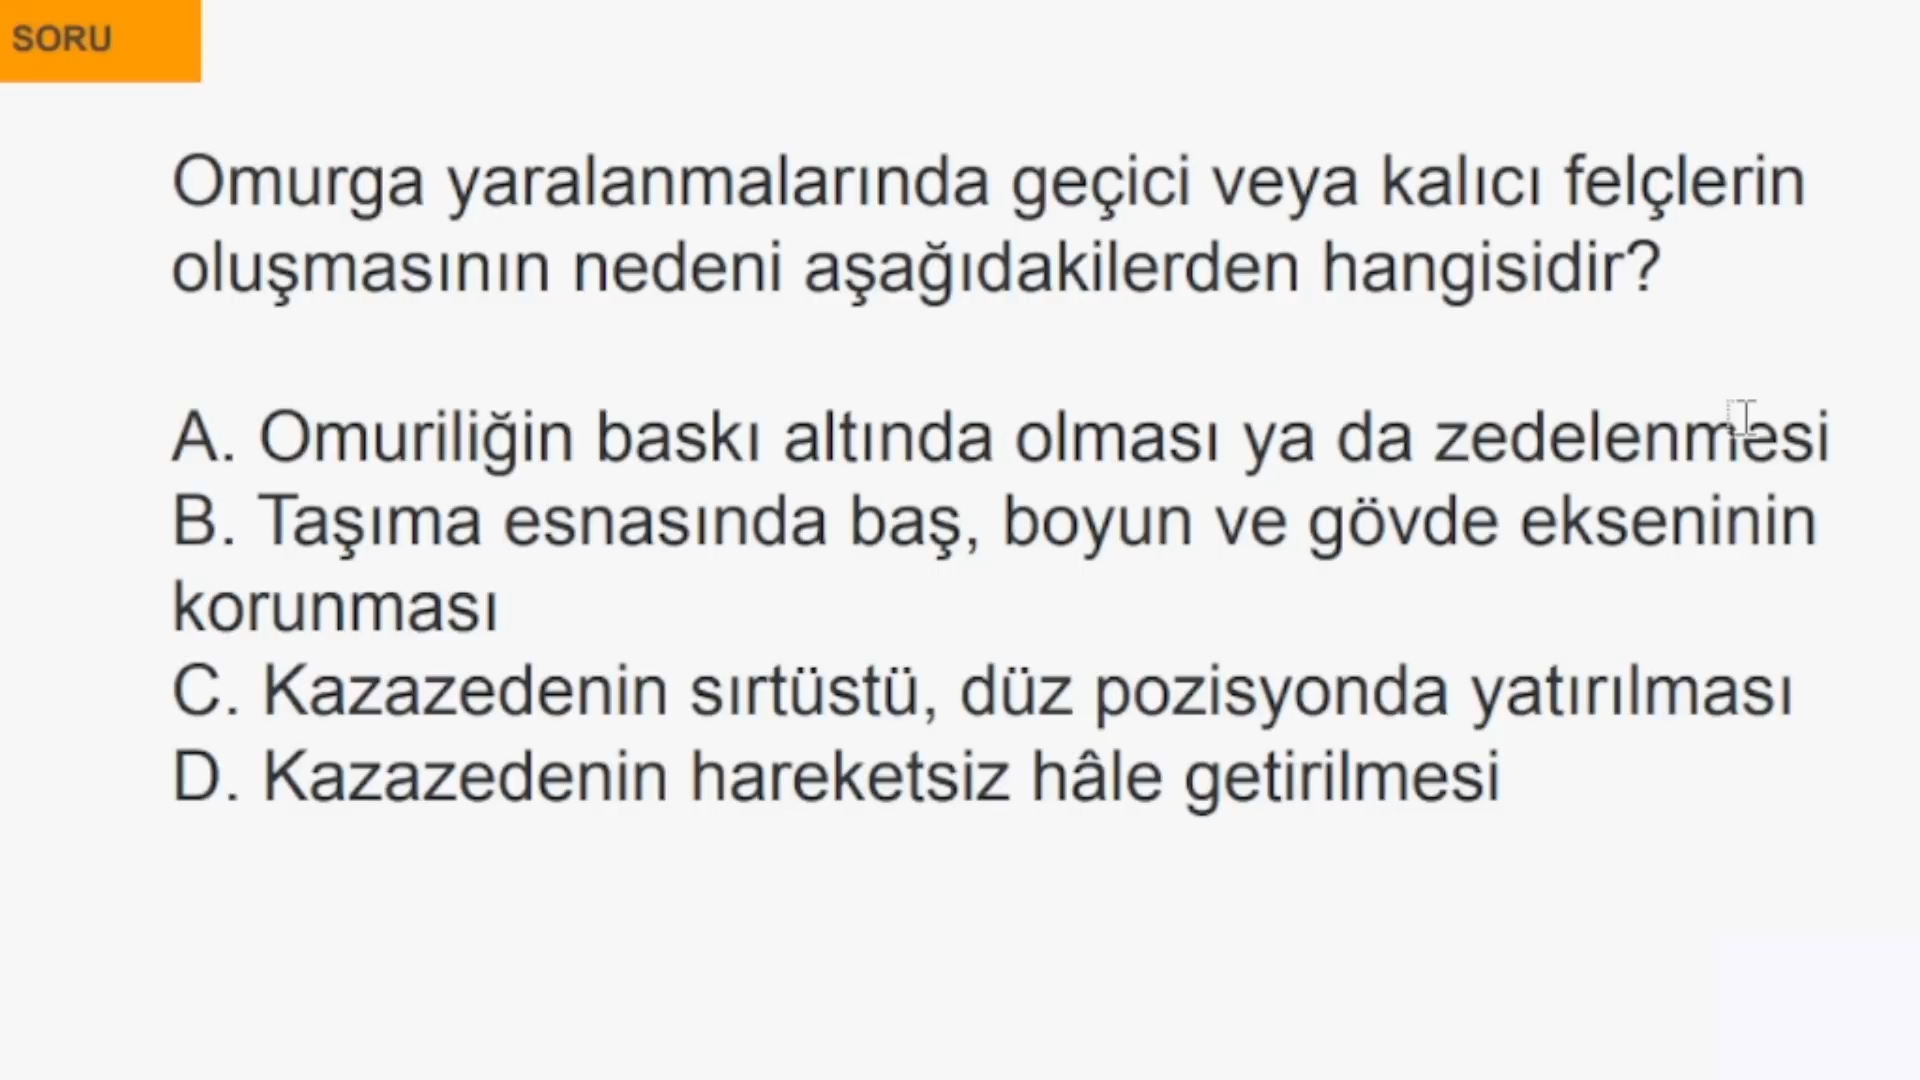 SORU
Omurga yaralanmalarında geçici veya kalıcı felçlerin
oluşmasının nedeni aşağıdakilerden hangisidir?
A. Omuriliğin baskı altında olması ya da zedelenmesi
B. Taşıma esnasında baş, boyun ve gövde ekseninin
korunması
C. Kazazedenin sırtüstü, düz pozisyonda yatırılması
D. Kazazedenin hareketsiz hâle getirilmesi